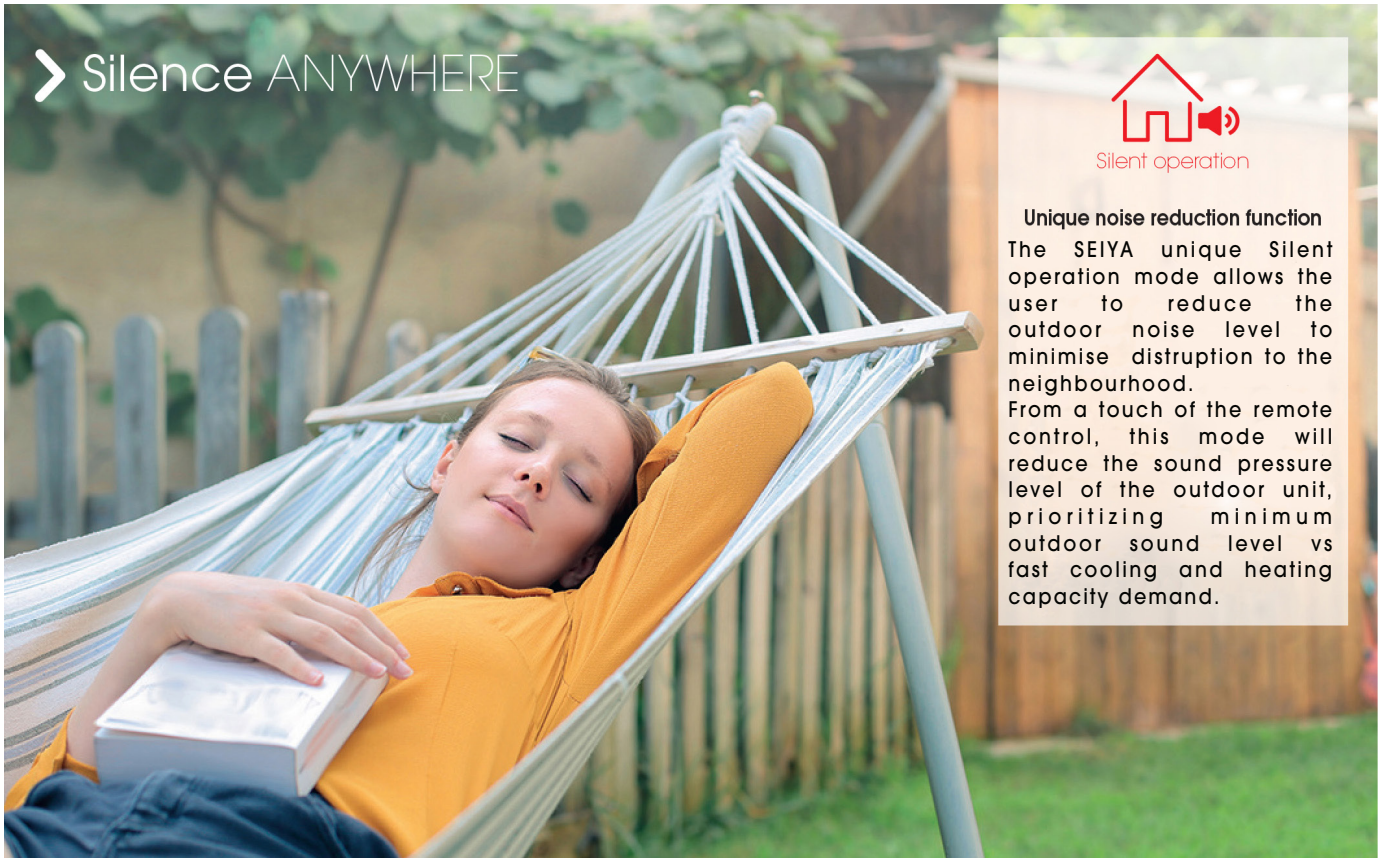 Silence ANYWHERE
Silent operation
Unique noise reduction function
The SEIYA unique Silent
operation mode allows the
user to reduce the
outdoor noise level to
minimise distruption to the
neighbourhood.
From a touch of the remote
control, this mode will
reduce the sound pressure
level of the outdoor unit,
prioritizing minimum
outdoor sound level vs
fast cooling and heating
capacity demand.